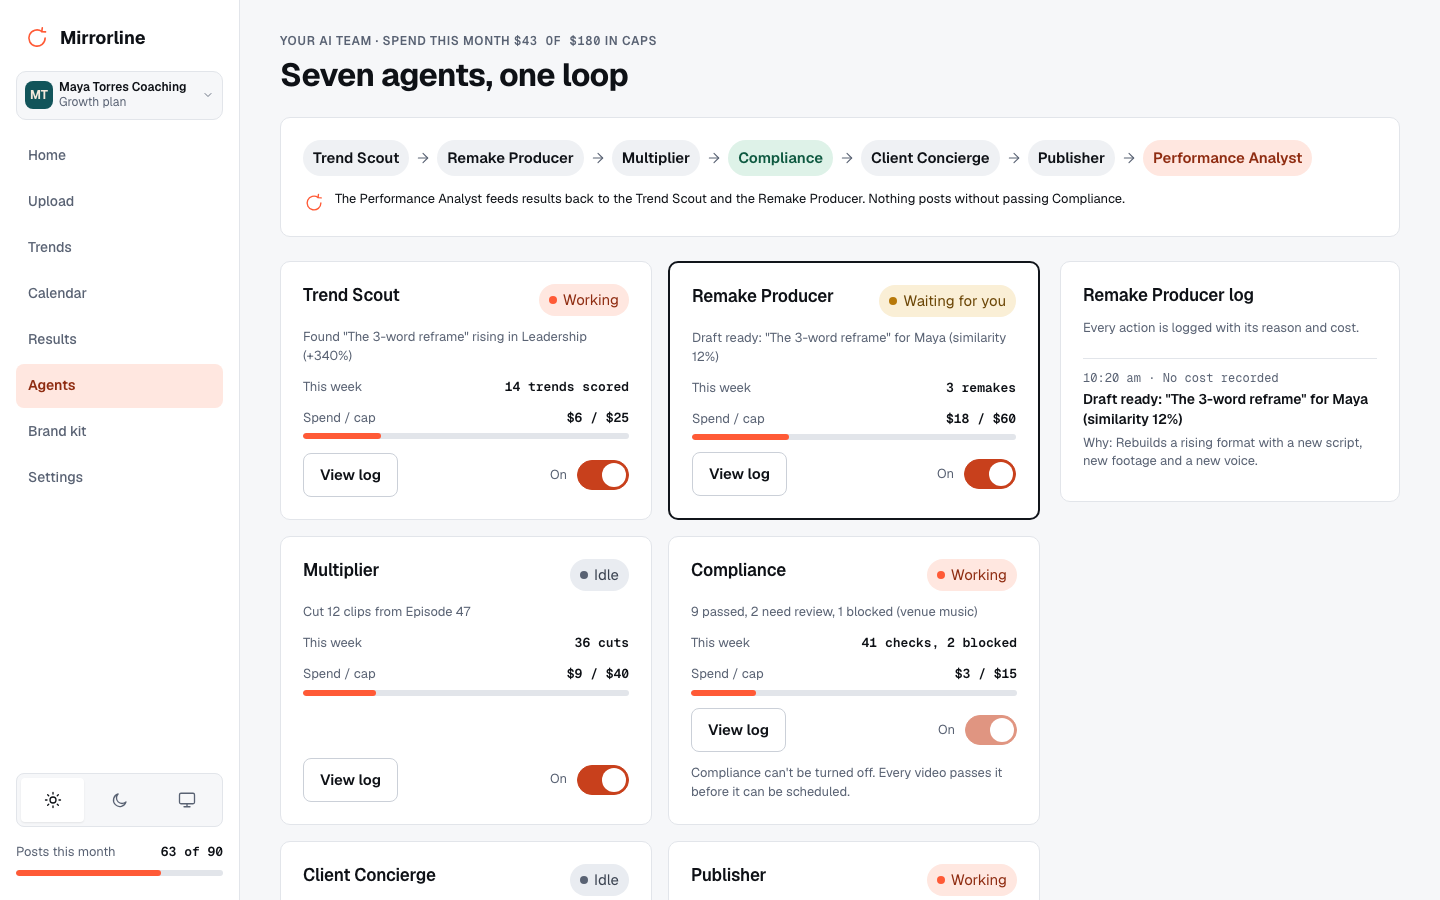 Mirrorline
MT
Maya Torres Coaching
Growth plan
Home
Upload
Trends
Calendar
Results
Agents
Brand kit
Settings
Posts this month
63 of 90
YOUR AI TEAM · SPEND THIS MONTH $43 OF $180 IN CAPS
Seven agents, one loop
Trend Scout → Remake Producer → Multiplier → Compliance → Client Concierge → Publisher → Performance Analyst
The Performance Analyst feeds results back to the Trend Scout and the Remake Producer. Nothing posts without passing Compliance.
Trend Scout
Working
Found "The 3-word reframe" rising in Leadership
(+340%)
This week
14 trends scored
Spend / cap
$6 / $25
View log
On
Remake Producer
Waiting for you
Draft ready: "The 3-word reframe" for Maya (similarity
12%)
This week
3 remakes
Spend / cap
$18 / $60
View log
On
Remake Producer log
Every action is logged with its reason and cost.
10:20 am · No cost recorded
Draft ready: "The 3-word reframe" for Maya
(similarity 12%)
Why: Rebuilds a rising format with a new script,
new footage and a new voice.
Multiplier
Idle
Cut 12 clips from Episode 47
This week
36 cuts
Spend / cap
$9 / $40
View log
On
Compliance
Working
9 passed, 2 need review, 1 blocked (venue music)
This week
41 checks, 2 blocked
Spend / cap
$3 / $15
View log
On
Compliance can't be turned off. Every video passes it
before it can be scheduled.
Client Concierge
Idle
Publisher
Working